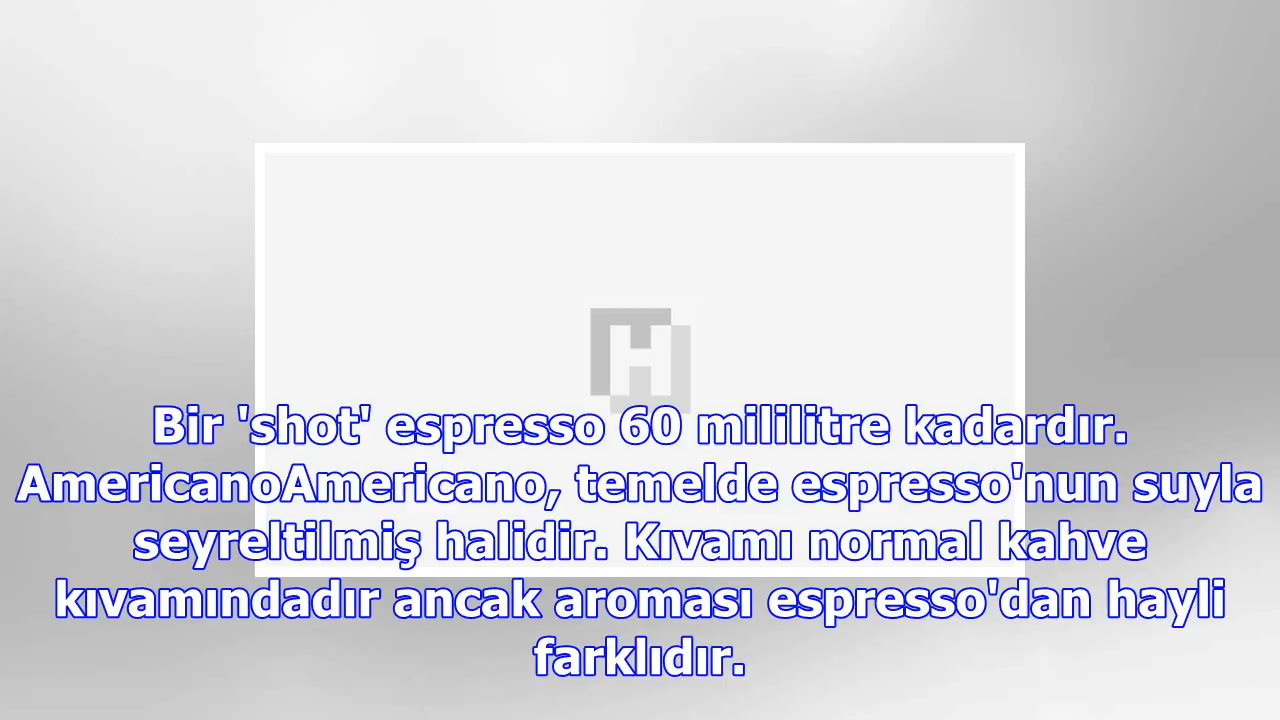 H
Bir 'shot' espresso 60 mililitre kadardır.
AmericanoAmericano, temelde espresso'nun suyla
seyreltilmiş halidir. Kıvamı normal kahve
kıvamındadır ancak aroması espresso'dan hayli
farklıdır.